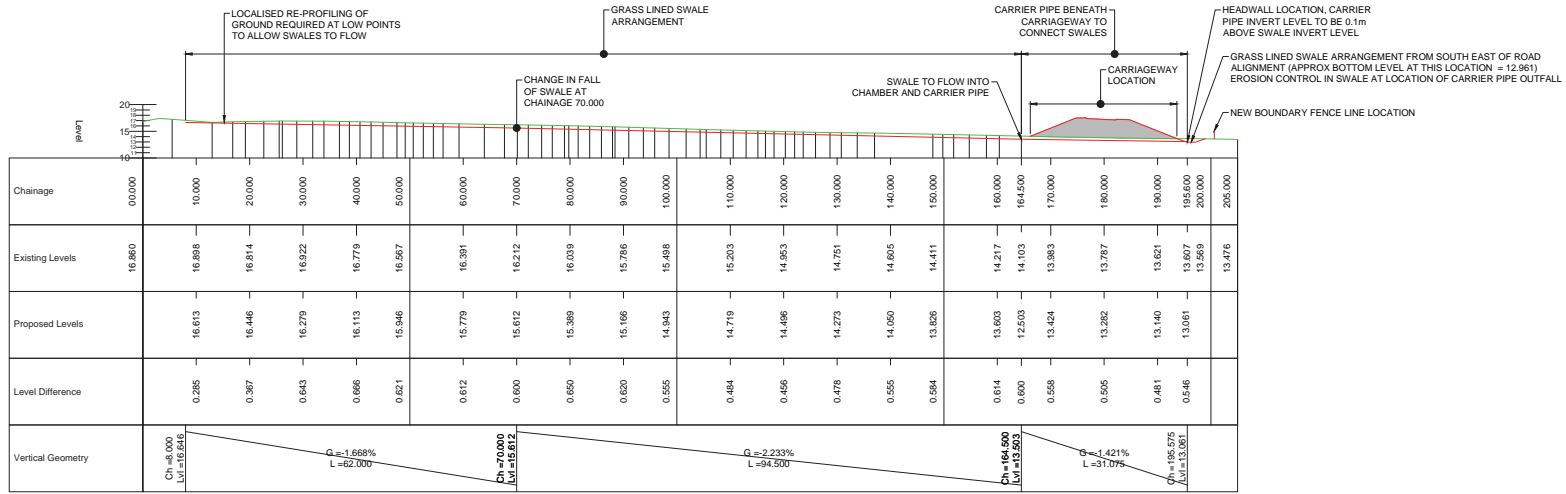 LOCALISED RE-PROFILING OF
GROUND REQUIRED AT LOW POINTS
TO ALLOW SWALES TO FLOW
GRASS LINED SWALE
ARRANGEMENT
CHANGE IN FALL
OF SWALE AT
CHAINAGE 70.000
CARRIER PIPE BENEATH
CARRIAGEWAY TO
CONNECT SWALES
SWALE TO FLOW INTO
CHAMBER AND CARRIER PIPE
CARRIAGEWAY
LOCATION
HEADWALL LOCATION, CARRIER
PIPE INVERT LEVEL TO BE 0.1m
ABOVE SWALE INVERT LEVEL
GRASS LINED SWALE ARRANGEMENT FROM SOUTH EAST OF ROAD
ALIGNMENT (APPROX BOTTOM LEVEL AT THIS LOCATION = 12.961)
EROSION CONTROL IN SWALE AT LOCATION OF CARRIER PIPE OUTFALL
NEW BOUNDARY FENCE LINE LOCATION
Level
20
19
18
17
16
15
14
13
12
11
10
Chainage 00.000 10.000 20.000 30.000 40.000 50.000 60.000 70.000 80.000 90.000 100.000 110.000 120.000 130.000 140.000 150.000 160.000 164.500 170.000 180.000 190.000 195.600 200.000 205.000
Existing Levels 16.860 16.898 16.814 16.922 16.779 16.567 16.391 16.212 16.039 15.786 15.498 15.203 14.953 14.751 14.605 14.411 14.217 14.103 13.983 13.787 13.621 13.607 13.569 13.476
Proposed Levels 16.613 16.446 16.279 16.113 15.946 15.779 15.612 15.389 15.166 14.943 14.719 14.496 14.273 14.050 13.826 13.603 12.503 13.424 13.282 13.140 13.061
Level Difference 0.285 0.367 0.643 0.666 0.621 0.612 0.600 0.650 0.620 0.555 0.484 0.456 0.478 0.555 0.584 0.614 0.600 0.558 0.505 0.481 0.546
Vertical Geometry
Ch =8.000
Lvl =16.646
G =-1.668%
L =62.000
Ch =70.000
Lvl =15.612
G =-2.233%
L =94.500
Ch =164.500
Lvl =13.503
G =-1.421%
L =31.075
Ch =195.575
Lvl =13.061